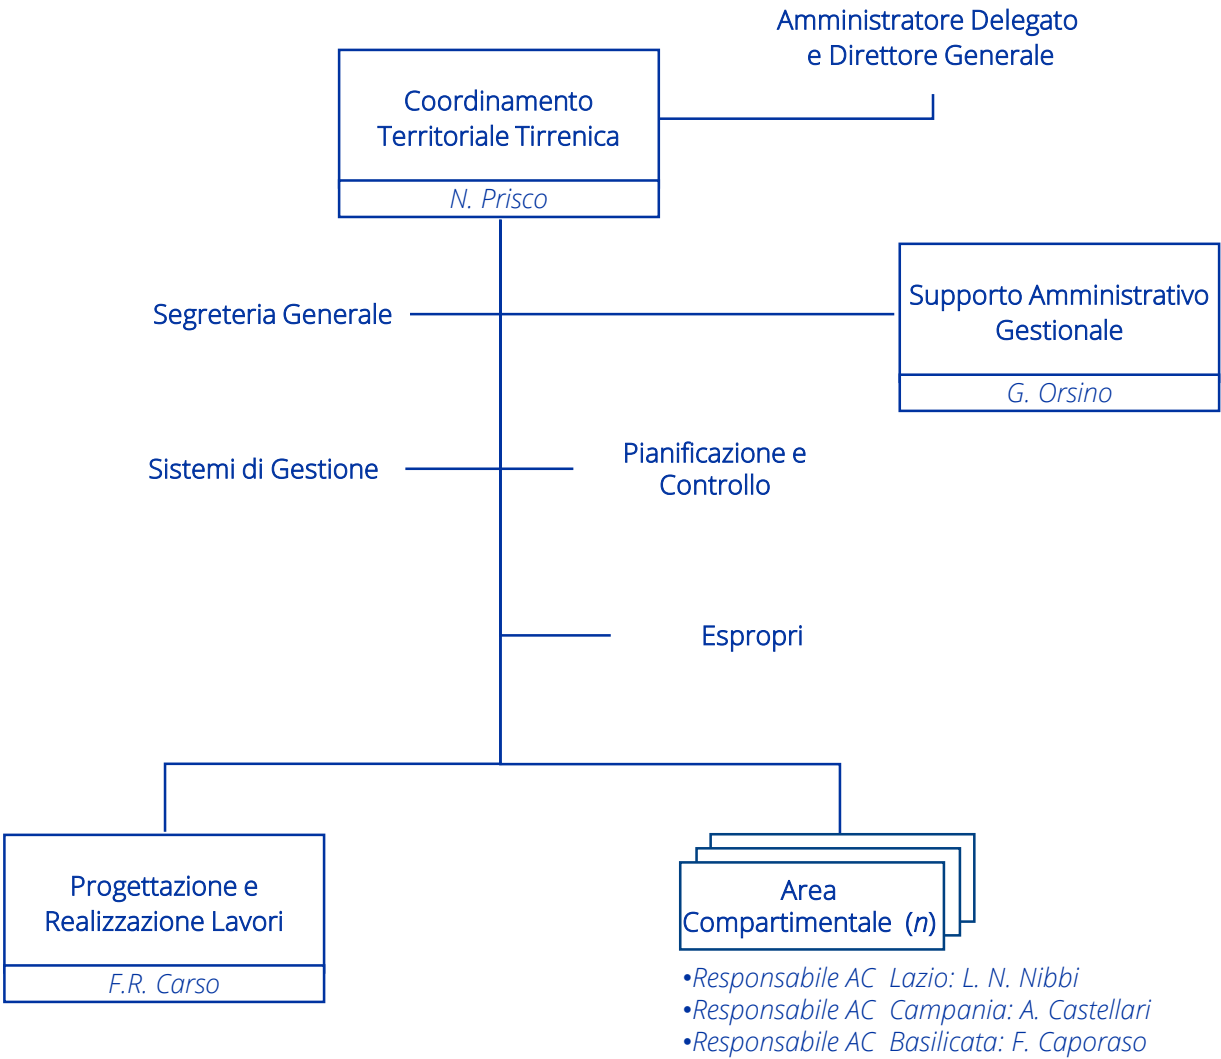 Amministratore Delegato
e Direttore Generale
Coordinamento
Territoriale Tirrenica
N. Prisco
Segreteria Generale
Supporto Amministrativo
Gestionale
G. Orsino
Sistemi di Gestione
Pianificazione e
Controllo
Espropri
Progettazione e
Realizzazione Lavori
F.R. Carso
Area
Compartimentale (n)
•Responsabile AC Lazio: L. N. Nibbi
•Responsabile AC Campania: A. Castellari
•Responsabile AC Basilicata: F. Caporaso